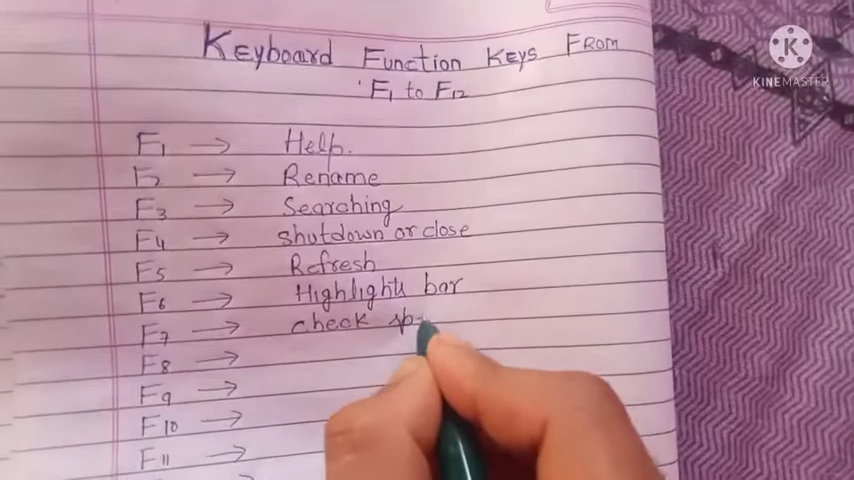 Keyboard Function Keys From
F1 to F12
F1 → Help.
F2 → Rename
F3 → Searching
F4 → shutdown or close
F5 → Refresh
F6 → Highlight bar
F7 → check sp
F8 →
F9 →
F10 →
F11 →
KINEMASTER